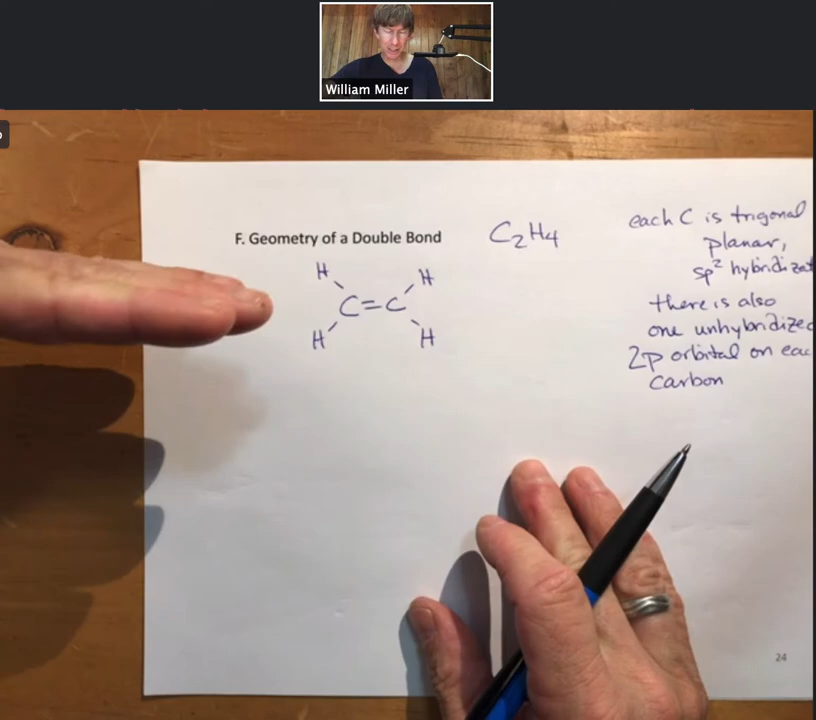 William Miller
F. Geometry of a Double Bond
C2H4
H H
C=C
H H
each C is trigonal
planar,
sp² hybridizat
there is also
one unhybridized
2p orbital on eac
carbon
24